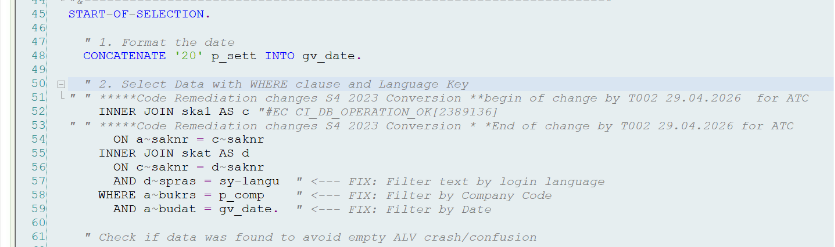 45 START-OF-SELECTION.
46
47 " 1. Format the date
48 CONCATENATE '20' p_sett INTO gv_date.
49
50 " 2. Select Data with WHERE clause and Language Key
51 " " *****Code Remediation changes S4 2023 Conversion **begin of change by T002 29.04.2026 for ATC
52 INNER JOIN ska1 AS c "#EC CI_DB_OPERATION_OK[2389136]
53 " " *****Code Remediation changes S4 2023 Conversion * *End of change by T002 29.04.2026 for ATC
54 ON a~saknr = c~saknr
55 INNER JOIN skat AS d
56 ON c~saknr = d~saknr
57 AND d~spras = sy-langu " <--- FIX: Filter text by login language
58 WHERE a~bukrs = p_comp " <--- FIX: Filter by Company Code
59 AND a~budat = gv_date. " <--- FIX: Filter by Date
60
61 " Check if data was found to avoid empty ALV crash/confusion